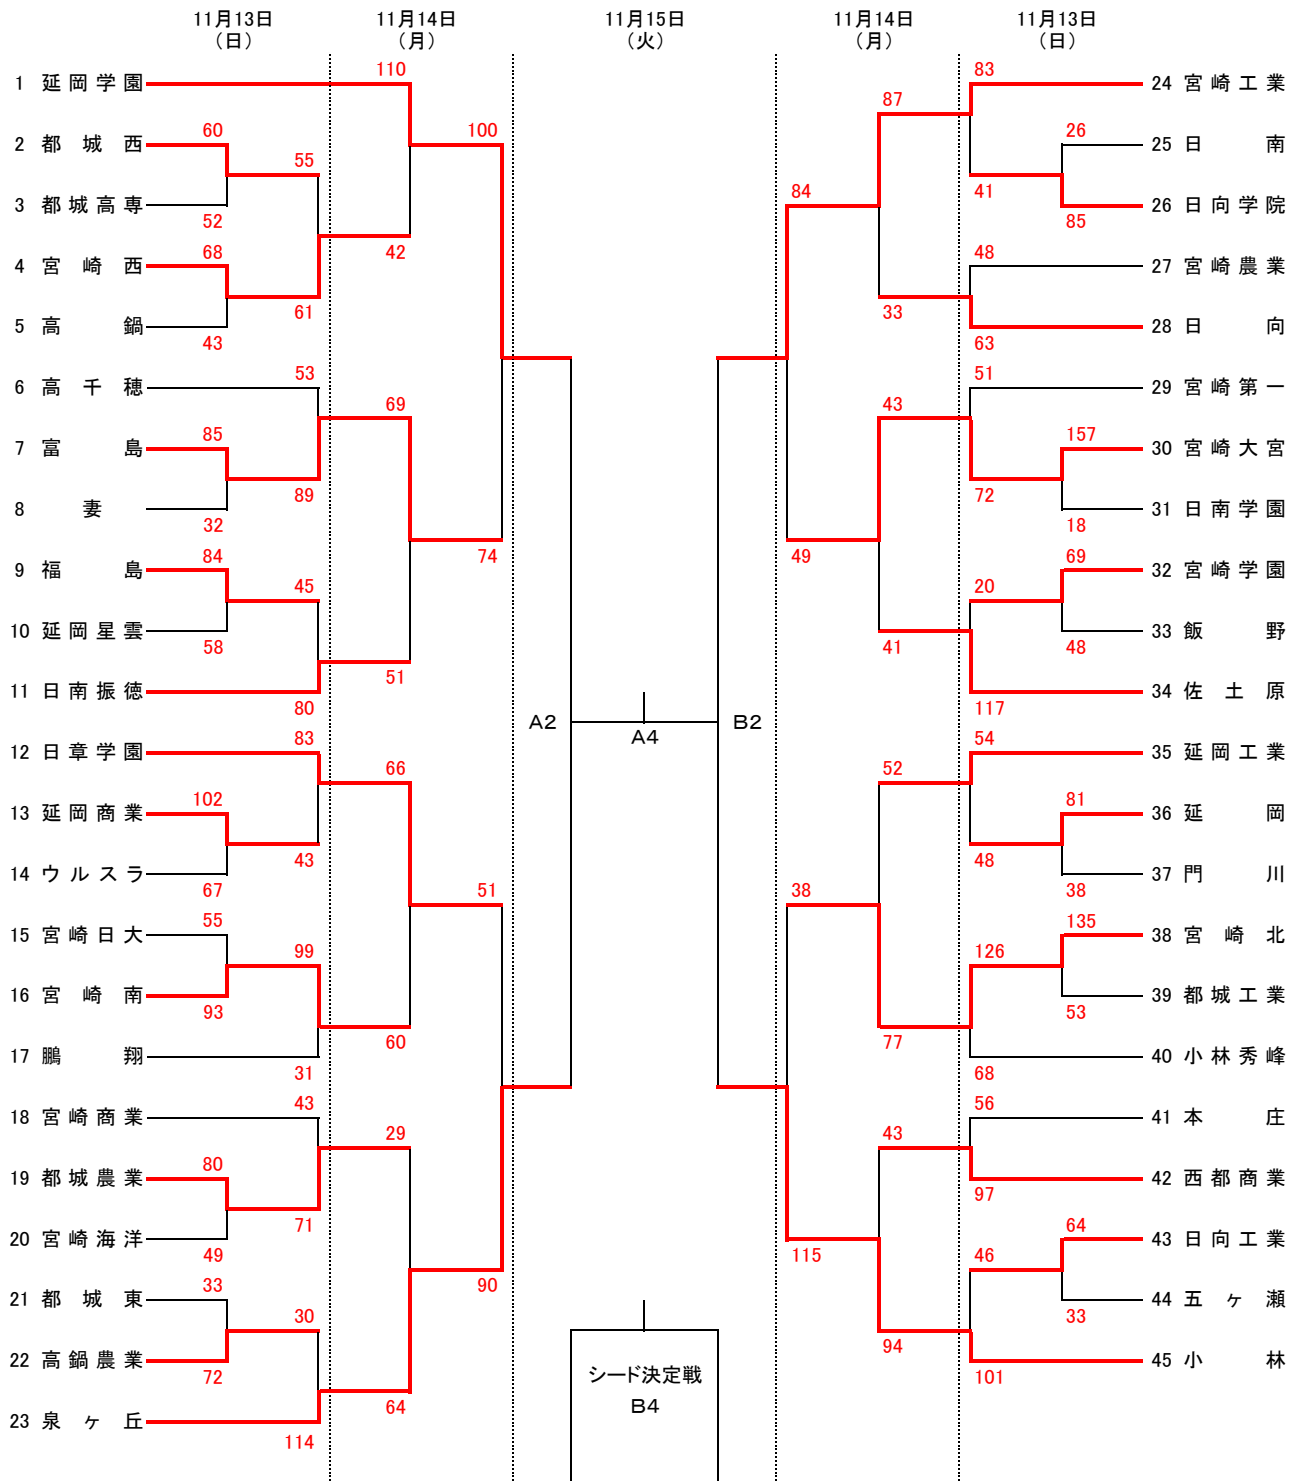 11月13日
（日）
11月14日
（月）
11月15日
（火）
11月14日
（月）
11月13日
（日）
1 延岡学園
2 都城西
3 都城高専
4 宮崎西
5 高鍋
6 高千穂
7 富島
8 妻
9 福島
10 延岡星雲
11 日南振徳
12 日章学園
13 延岡商業
14 ウルスラ
15 宮崎日大
16 宮崎南
17 鵬翔
18 宮崎商業
19 都城農業
20 宮崎海洋
21 都城東
22 高鍋農業
23 泉ヶ丘
60
52
68
43
85
32
84
58
102
67
55
93
80
49
33
72
55
61
53
89
45
80
83
43
99
31
43
71
30
114
110
42
69
51
66
60
29
64
100
74
51
90
A2
A4
B2
シード決定戦
B4
84
49
38
115
87
33
43
41
52
77
43
94
83
41
48
63
51
72
20
117
54
48
126
68
56
97
46
101
26
85
157
18
69
48
81
38
135
53
64
33
24 宮崎工業
25 日南
26 日向学院
27 宮崎農業
28 日向
29 宮崎第一
30 宮崎大宮
31 日南学園
32 宮崎学園
33 飯野
34 佐土原
35 延岡工業
36 延岡
37 門川
38 宮崎北
39 都城工業
40 小林秀峰
41 本庄
42 西都商業
43 日向工業
44 五ヶ瀬
45 小林